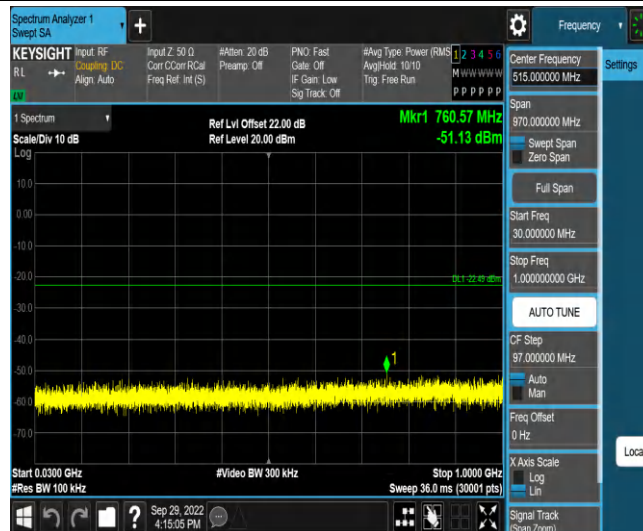 Spectrum Analyzer 1
Swept SA
Frequency
KEYSIGHT
RL
Input: RF
Coupling: DC
Align: Auto
Input Z: 50 Ω
Corr CCorr RCal
Freq Ref: Int (S)
#Atten: 20 dB
Preamp: Off
PNO: Fast
Gate: Off
IF Gain: Low
Sig Track: Off
#Avg Type: Power (RMS
Avg|Hold: 10/10
Trig: Free Run
1 2 3 4 5 6
M W W W W W
P P P P P P
1 Spectrum
Scale/Div 10 dB
Ref Lvl Offset 22.00 dB
Ref Level 20.00 dBm
Mkr1 760.57 MHz
-51.13 dBm
Log
10.0
0.00
-10.0
-20.0
DL1 -22.49 dBm
-30.0
-40.0
1
-50.0
-60.0
-70.0
Start 0.0300 GHz
#Res BW 100 kHz
#Video BW 300 kHz
Stop 1.0000 GHz
Sweep 36.0 ms (30001 pts)
Sep 29, 2022
4:15:05 PM
Center Frequency
515.000000 MHz
Settings
Span
970.000000 MHz
Swept Span
Zero Span
Full Span
Start Freq
30.000000 MHz
Stop Freq
1.000000000 GHz
AUTO TUNE
CF Step
97.000000 MHz
Auto
Man
Freq Offset
0 Hz
X Axis Scale
Log
Lin
Loca
Signal Track
(Span Zoom)